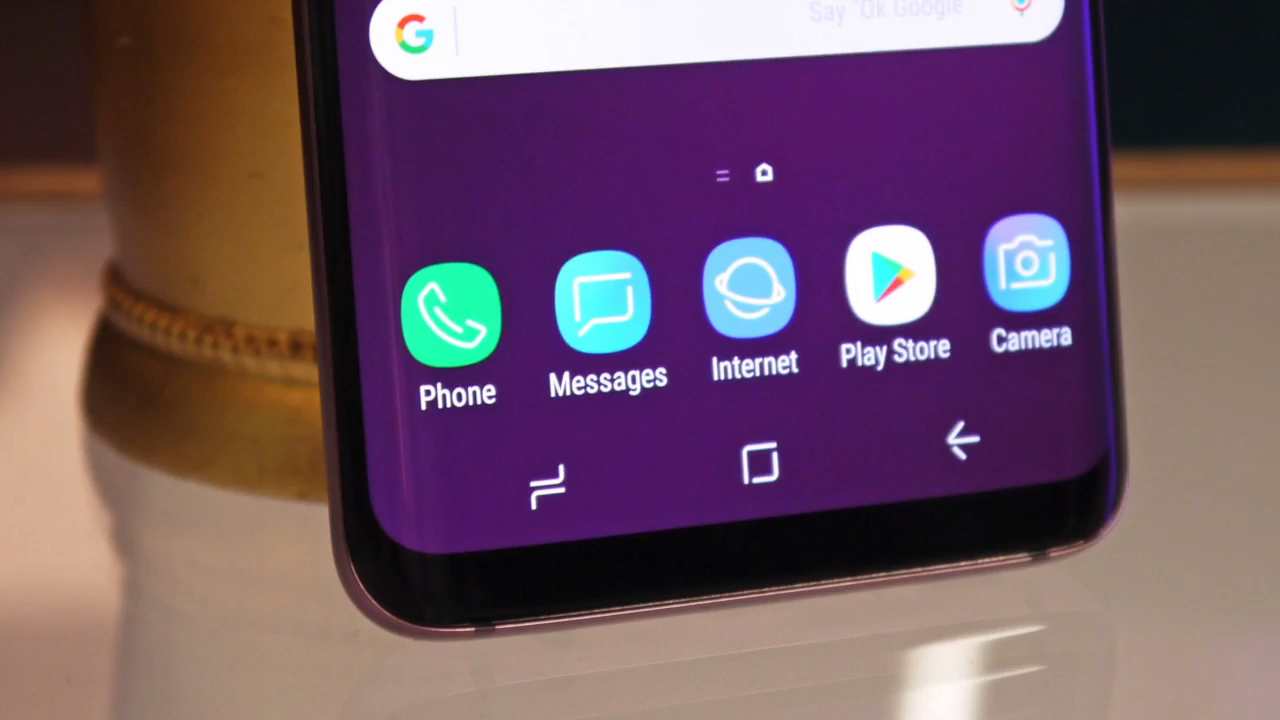 G
Say "Ok Google
Phone
Messages
Internet
Play Store
Camera